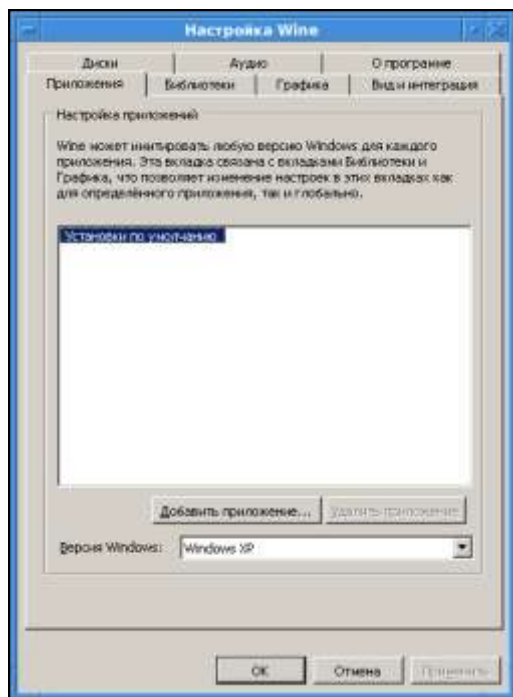 Настройка Wine
Диски Аудио О программе
Приложения Библиотеки Графика Вид и интеграция
Настройка приложений
Wine может имитировать любую версию Windows для каждого
приложения. Эта вкладка связана с вкладками Библиотеки и
Графика, что позволяет изменение настроек в этих вкладках как
для определённого приложения, так и глобально.
Установки по умолчанию
Добавить приложение... Удалить приложение
Версия Windows: Windows XP
OK Отмена Применить